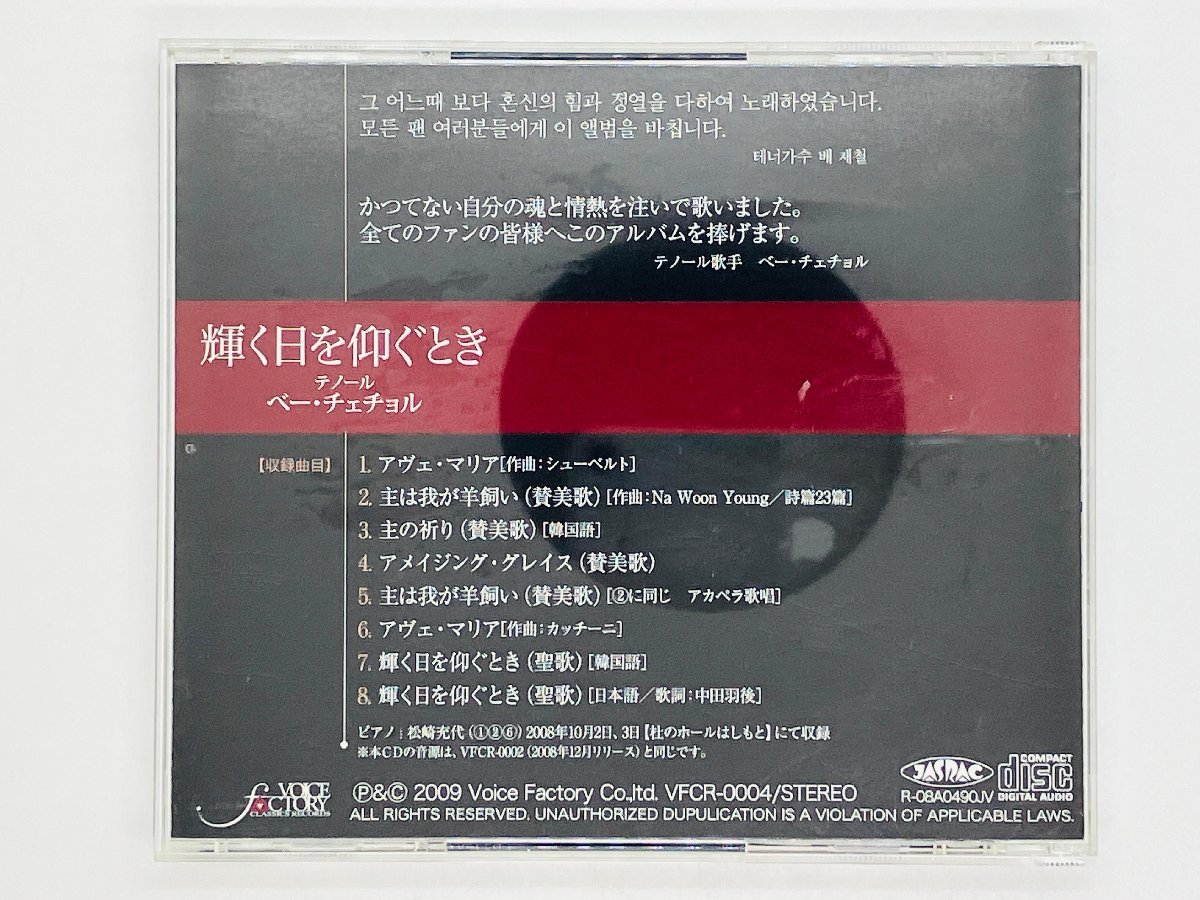 그 어느때 보다 혼신의 힘과 정열을 다하여 노래하였습니다.
모든 팬 여러분들에게 이 앨범을 바칩니다.
테너가수 배 재철
かつてない自分の魂と情熱を注いで歌いました。
全てのファンの皆様へこのアルバムを捧げます。
テノール歌手 ベー・チェチョル
輝く日を仰ぐとき
テノール
ベー・チェチョル
【収録曲目】
1. アヴェ・マリア[作曲:シューベルト]
2. 主は我が羊飼い(賛美歌)[作曲:Na Woon Young/詩篇23篇]
3. 主の祈り(賛美歌)[韓国語]
4. アメイジング・グレイス(賛美歌)
5. 主は我が羊飼い(賛美歌)[②に同じ アカペラ歌唱]
6. アヴェ・マリア[作曲:カッチーニ]
7. 輝く日を仰ぐとき(聖歌)[韓国語]
8. 輝く日を仰ぐとき(聖歌)[日本語/歌詞:中田羽後]
ピアノ:松﨑充代(①②⑥) 2008年10月2日、3日【杜のホールはしもと】にて収録
※本CDの音源は、VFCR-0002(2008年12月リリース)と同じです。
VOICE
fACTORY
CLASSICS RECORDS
℗&© 2009 Voice Factory Co.,ltd. VFCR-0004/STEREO
ALL RIGHTS RESERVED. UNAUTHORIZED DUPULICATION IS A VIOLATION OF APPLICABLE LAWS.
JASRAC
R-08A0490JV
COMPACT
disc
DIGITAL AUDIO